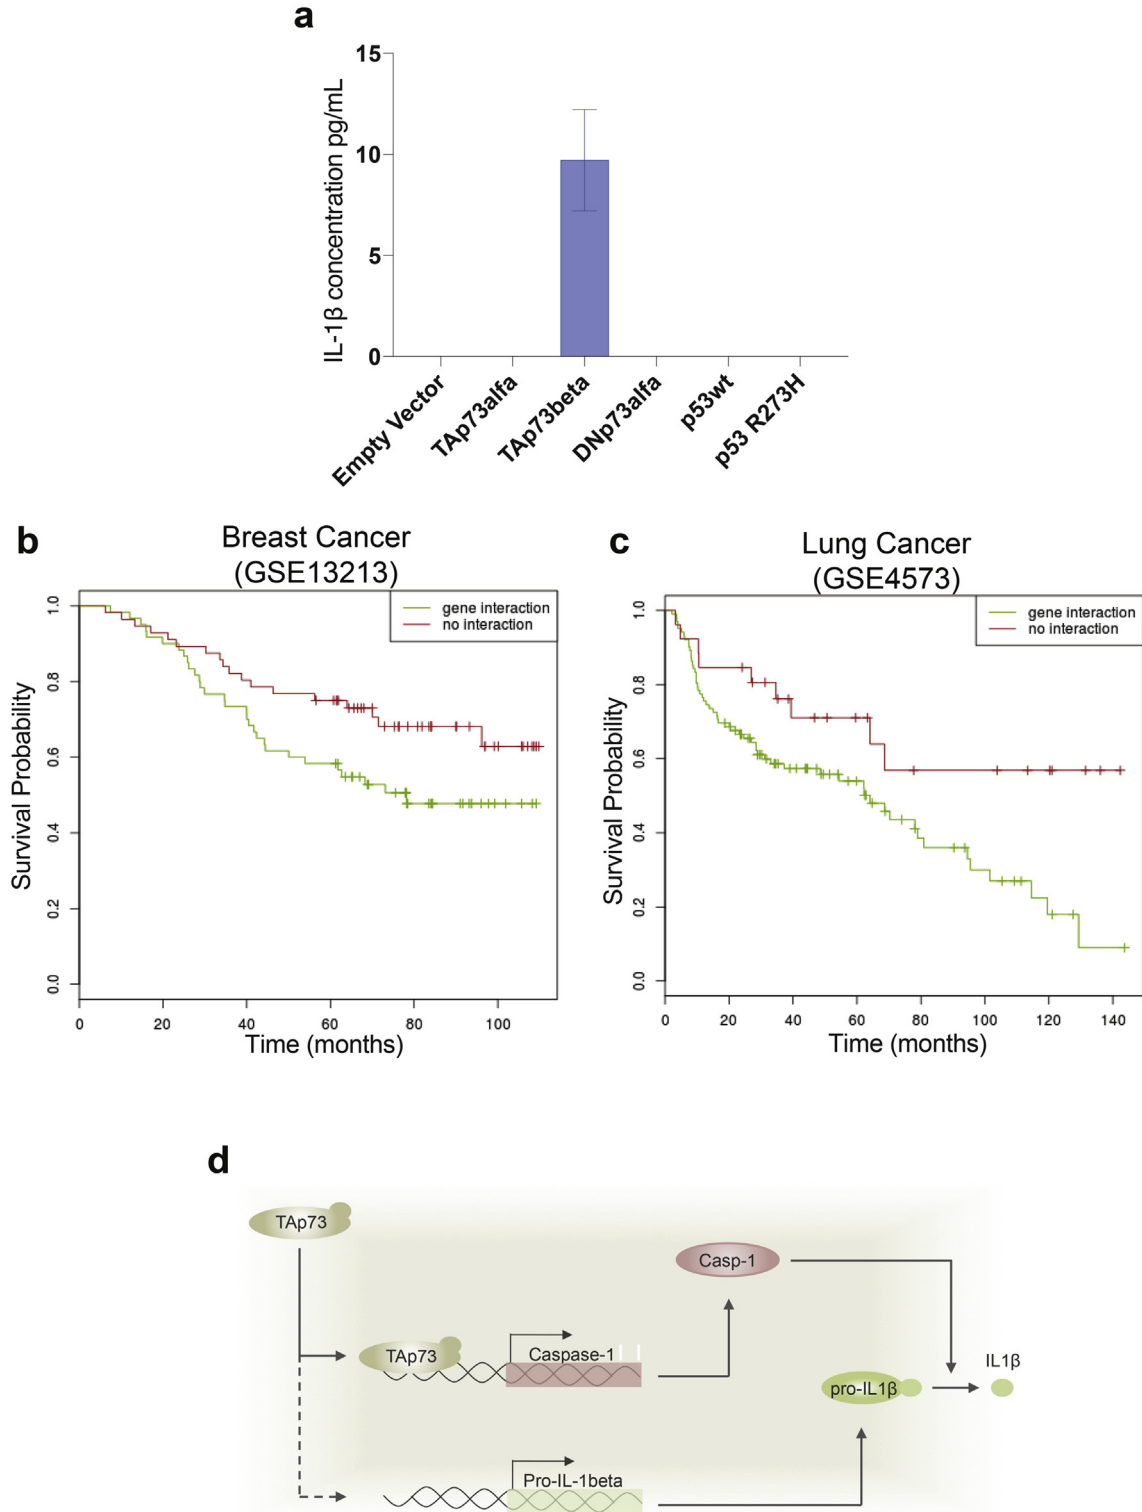 a
IL-1β concentration pg/mL
15
10
5
0
Empty Vector
TAp73alfa
TAp73beta
DNp73alfa
p53wt
p53 R273H
b
Breast Cancer
(GSE13213)
gene interaction
no interaction
Survival Probability
1.0
0.8
0.6
0.4
0.2
0.0
0 20 40 60 80 100
Time (months)
c
Lung Cancer
(GSE4573)
gene interaction
no interaction
Survival Probability
1.0
0.8
0.6
0.4
0.2
0.0
0 20 40 60 80 100 120 140
Time (months)
d
TAp73
Casp-1
TAp73
Caspase-1
IL1β
pro-IL1β
Pro-IL-1beta